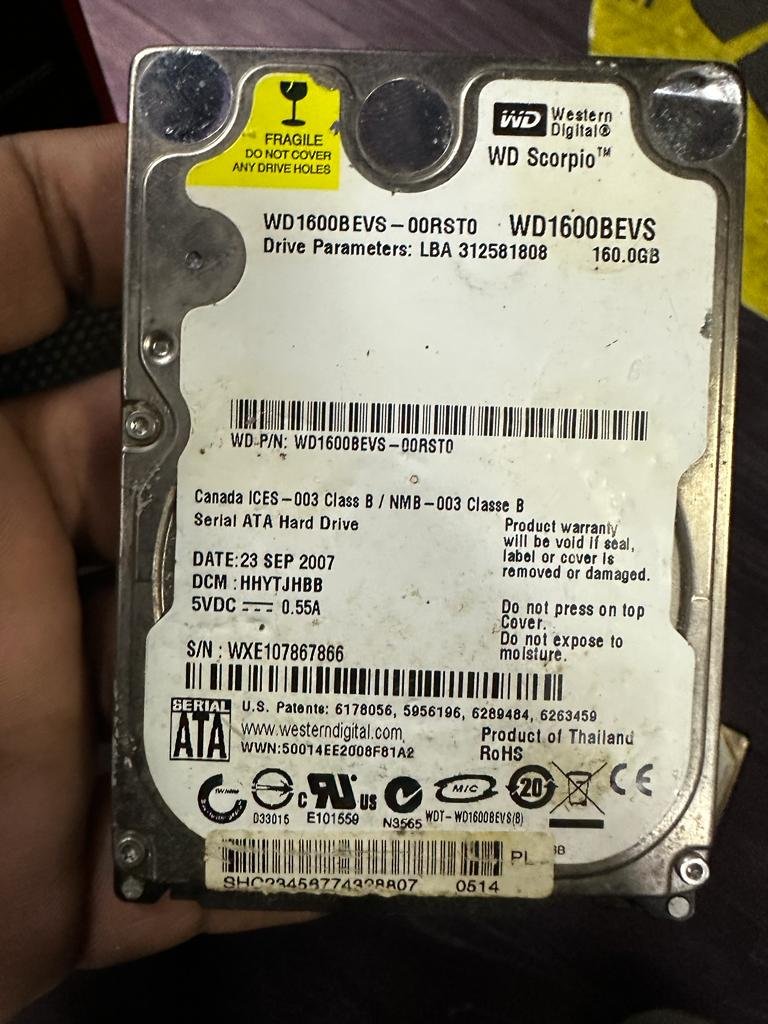 FRAGILE
DO NOT COVER
ANY DRIVE HOLES
WD Western Digital®
WD Scorpio™
WD1600BEVS-00RST0 WD1600BEVS
Drive Parameters: LBA 312581808 160.0GB
WD P/N: WD1600BEVS-00RST0
Canada ICES-003 Class B / NMB-003 Classe B
Serial ATA Hard Drive
Product warranty
will be void if seal,
label or cover is
removed or damaged.
DATE:23 SEP 2007
DCM : HHYTJHBB
5VDC 0.55A
Do not press on top
Cover.
Do not expose to
moisture.
S/N : WXE107867866
SERIAL
ATA
U.S. Patents: 6178056, 5956196, 6289484, 6263459
www.westerndigital.com
WWN:50014EE2008F81A2
Product of Thailand
RoHS
c UR us
MIC
20
CE
D33015 E101559 N3565 WDT-WD1600BEVS(B)
PL
0514